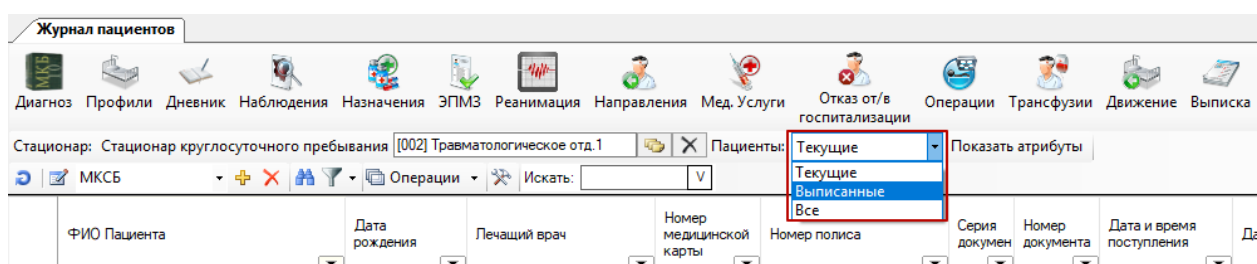 Журнал пациентов
МКБ 10
Диагноз Профили Дневник Наблюдения Назначения ЭПМЗ Реанимация Направления Мед. Услуги Отказ от/в госпитализации Операции Трансфузии Движение Выписка
Стационар: Стационар круглосуточного пребывания [002] Травматологическое отд.1 Пациенты: Текущие Показать атрибуты
Текущие
Выписанные
Все
МКСБ Операции Искать: V
ФИО Пациента
Дата рождения
Лечащий врач
Номер медицинской карты
Номер полиса
Серия докумен
Номер документа
Дата и время поступления
Да